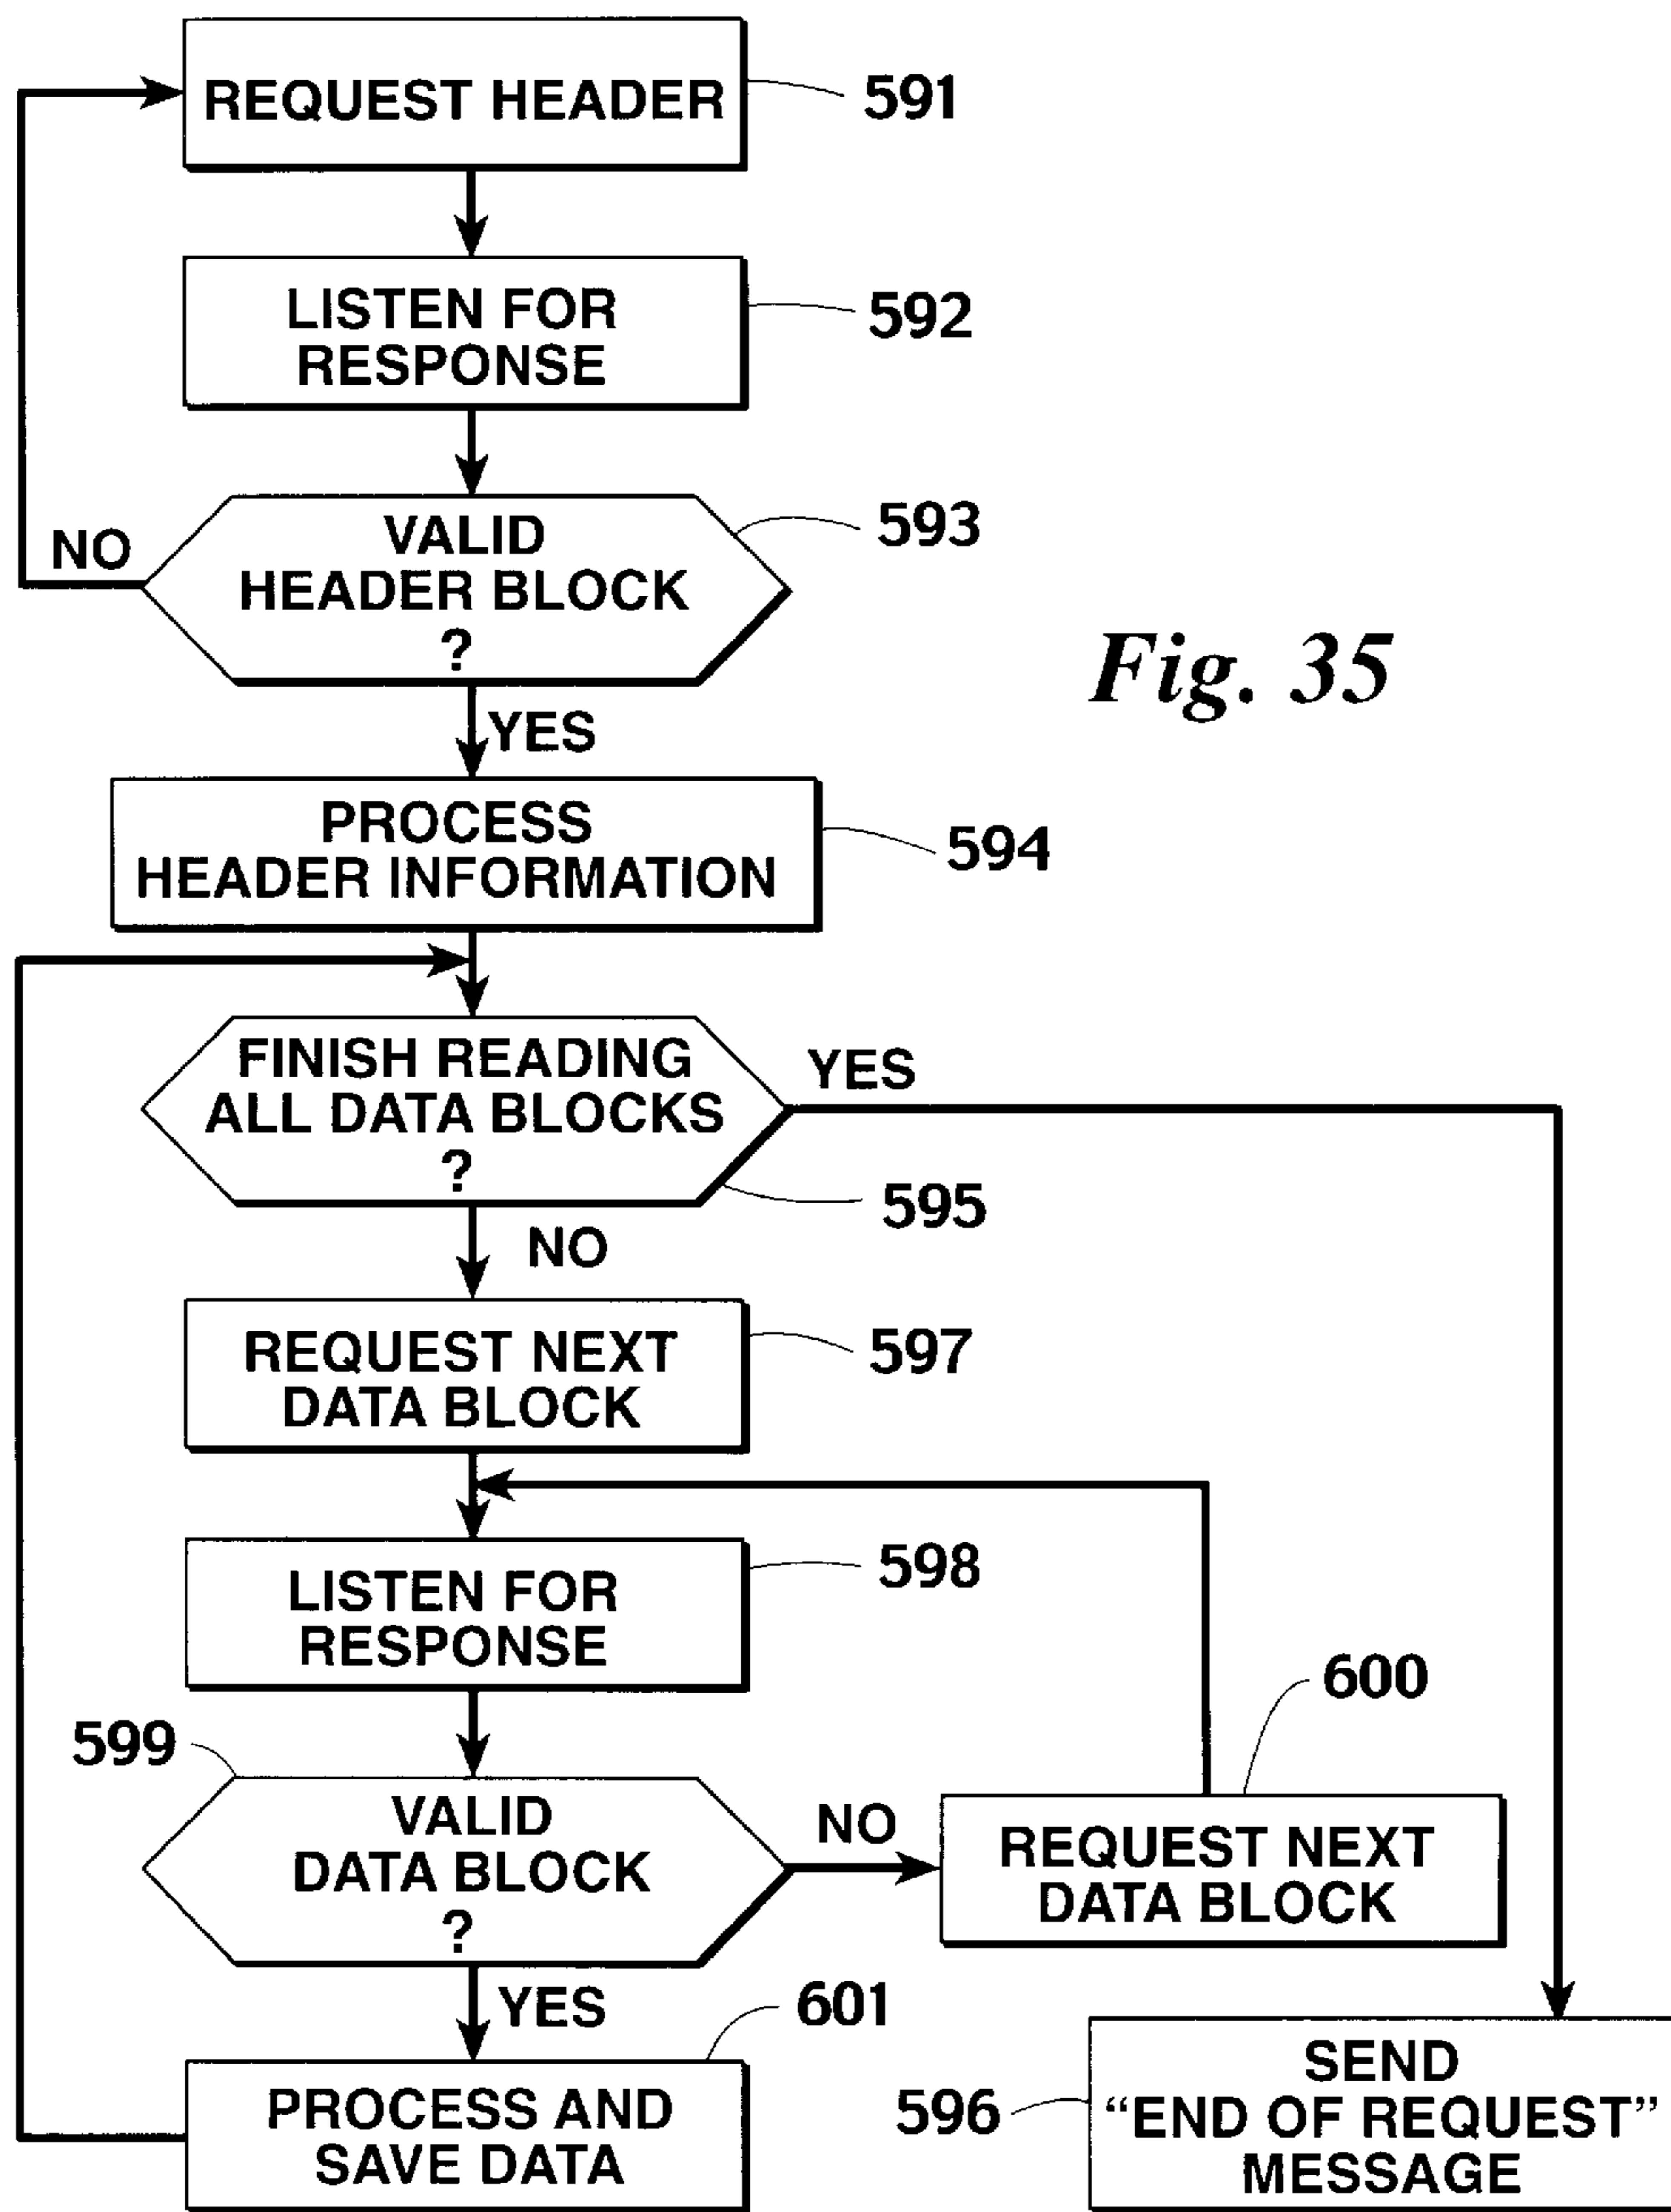 REQUEST HEADER
591
LISTEN FOR
RESPONSE
592
VALID
HEADER BLOCK
?
593
NO
Fig. 35
YES
PROCESS
HEADER INFORMATION
594
FINISH READING
ALL DATA BLOCKS
?
YES
595
NO
REQUEST NEXT
DATA BLOCK
597
LISTEN FOR
RESPONSE
598
599
VALID
DATA BLOCK
?
NO
600
REQUEST NEXT
DATA BLOCK
YES
601
PROCESS AND
SAVE DATA
596
SEND
“END OF REQUEST”
MESSAGE